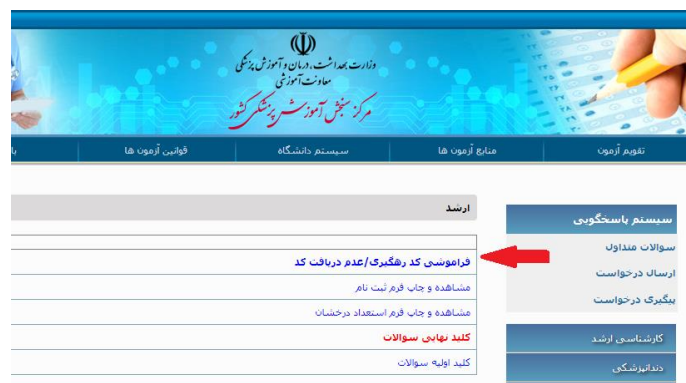 وزارت بهداشت، درمان و آموزش پزشکی
معاونت آموزشی
مرکز سنجش آموزش پزشکی کشور
تقویم آزمون
منابع آزمون ها
سیستم دانشگاه
قوانین آزمون ها
سیستم پاسخگویی
سوالات متداول
ارسال درخواست
پیگیری درخواست
کارشناسی ارشد
دندانپزشکی
ارشد
فراموشی کد رهگیری/عدم دریافت کد
مشاهده و چاپ فرم ثبت نام
مشاهده و چاپ فرم استعداد درخشان
کلید نهایی سوالات
کلید اولیه سوالات